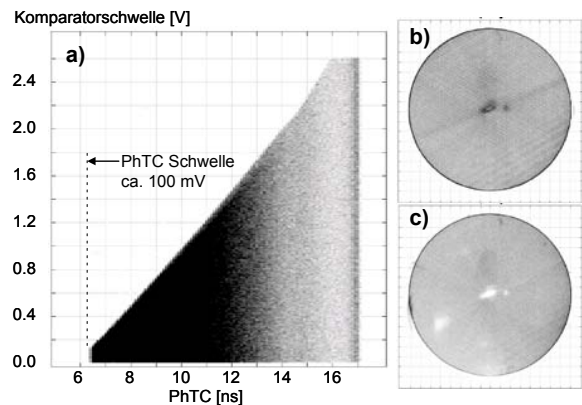 Komparatorschwelle [V]
a)
2.4
2.0
1.6
1.2
0.8
0.4
0.0
PhTC Schwelle
ca. 100 mV
6 8 10 12 14 16
PhTC [ns]
b)
c)